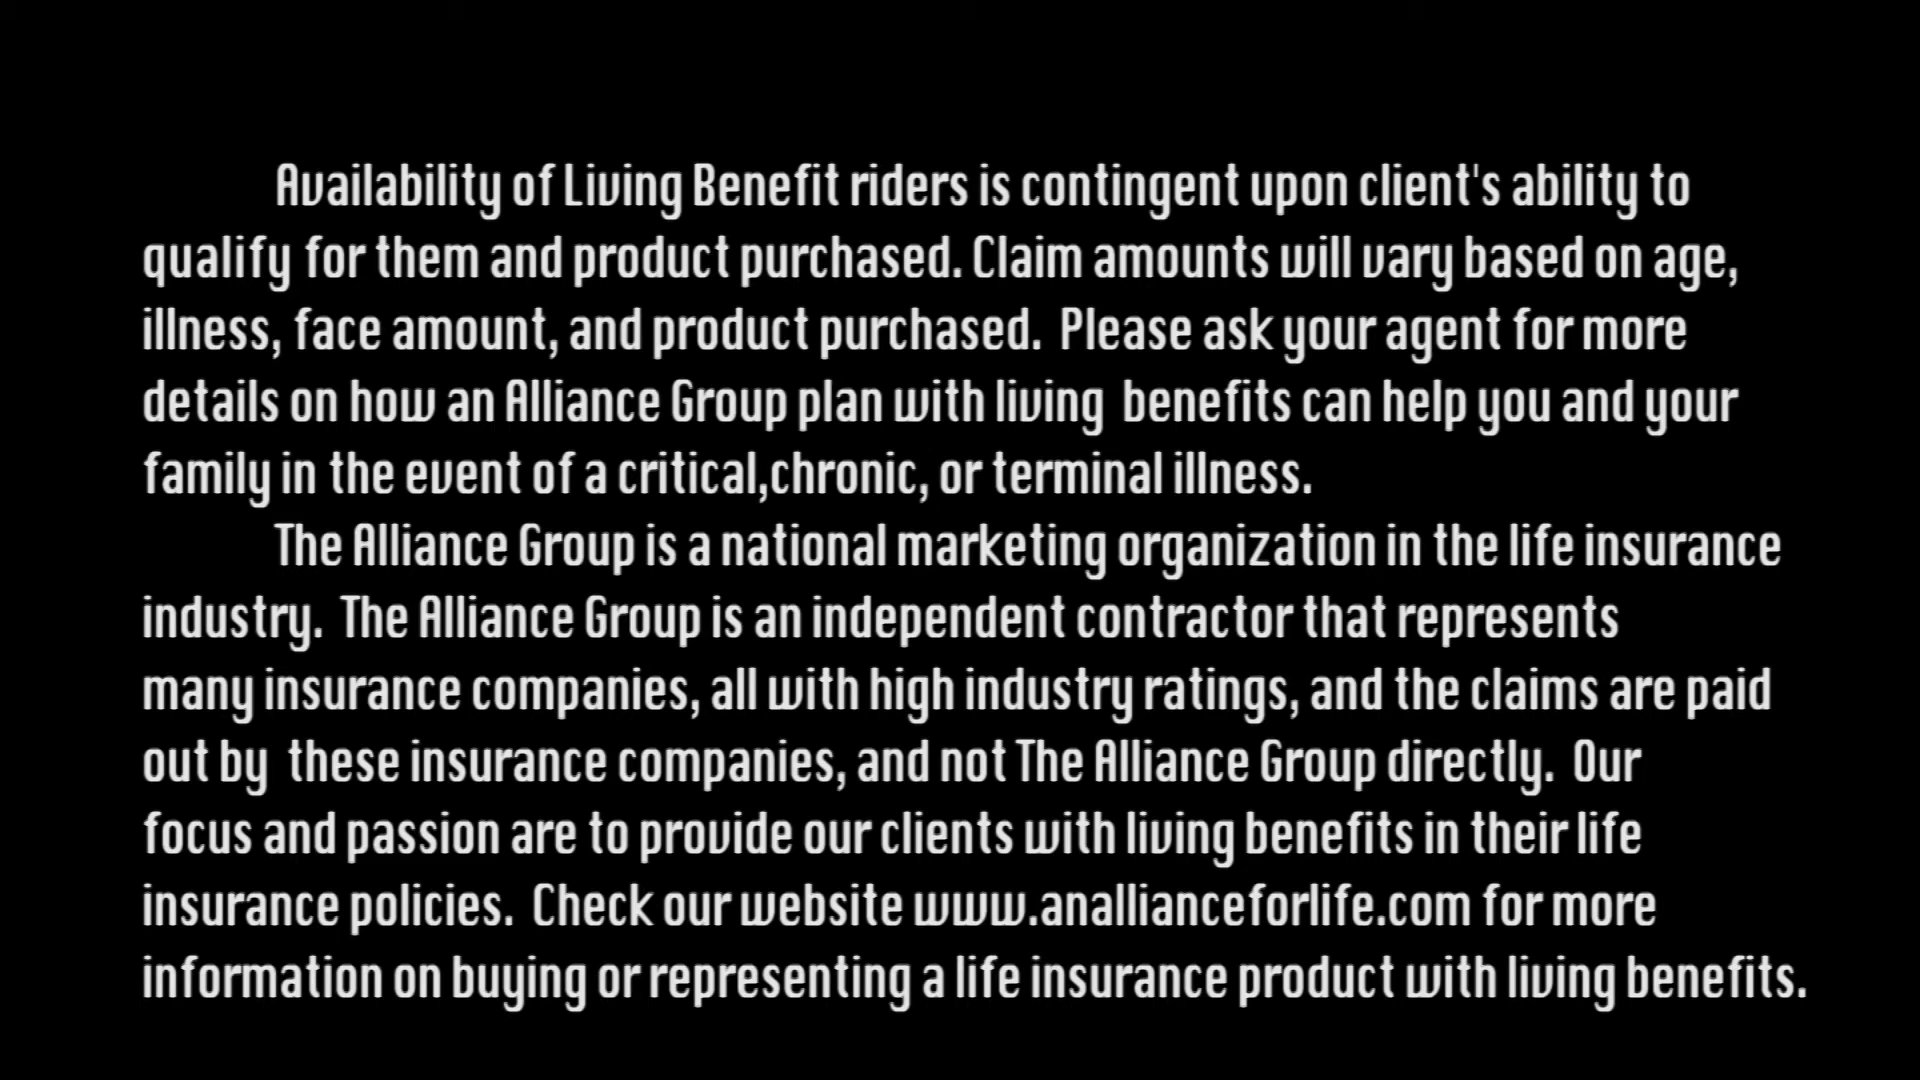 Availability of Living Benefit riders is contingent upon client's ability to
qualify for them and product purchased. Claim amounts will vary based on age,
illness, face amount, and product purchased.  Please ask your agent for more
details on how an Alliance Group plan with living  benefits can help you and your
family in the event of a critical,chronic, or terminal illness.
The Alliance Group is a national marketing organization in the life insurance
industry.  The Alliance Group is an independent contractor that represents
many insurance companies, all with high industry ratings, and the claims are paid
out by  these insurance companies, and not The Alliance Group directly.  Our
focus and passion are to provide our clients with living benefits in their life
insurance policies.  Check our website www.anallianceforlife.com for more
information on buying or representing a life insurance product with living benefits.